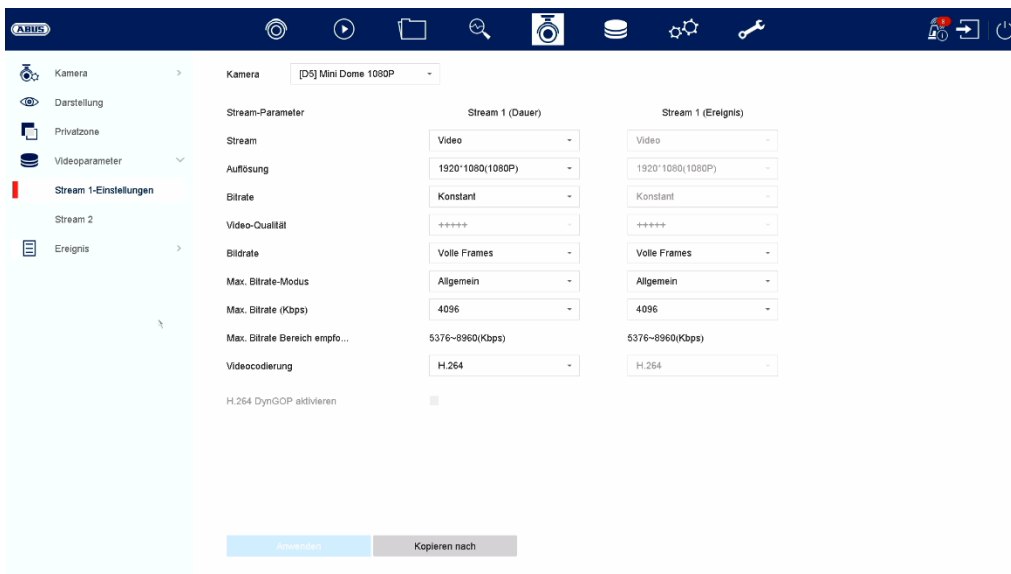 ABUS
Kamera
Darstellung
Privatzone
Videoparameter
Stream 1-Einstellungen
Stream 2
Ereignis
Kamera [D5] Mini Dome 1080P
Stream-Parameter Stream 1 (Dauer) Stream 1 (Ereignis)
Stream Video Video
Auflösung 1920*1080(1080P) 1920*1080(1080P)
Bitrate Konstant Konstant
Video-Qualität +++++ +++++
Bildrate Volle Frames Volle Frames
Max. Bitrate-Modus Allgemein Allgemein
Max. Bitrate (Kbps) 4096 4096
Max. Bitrate Bereich empfo... 5376~8960(Kbps) 5376~8960(Kbps)
Videocodierung H.264 H.264
H.264 DynGOP aktivieren
Anwenden Kopieren nach